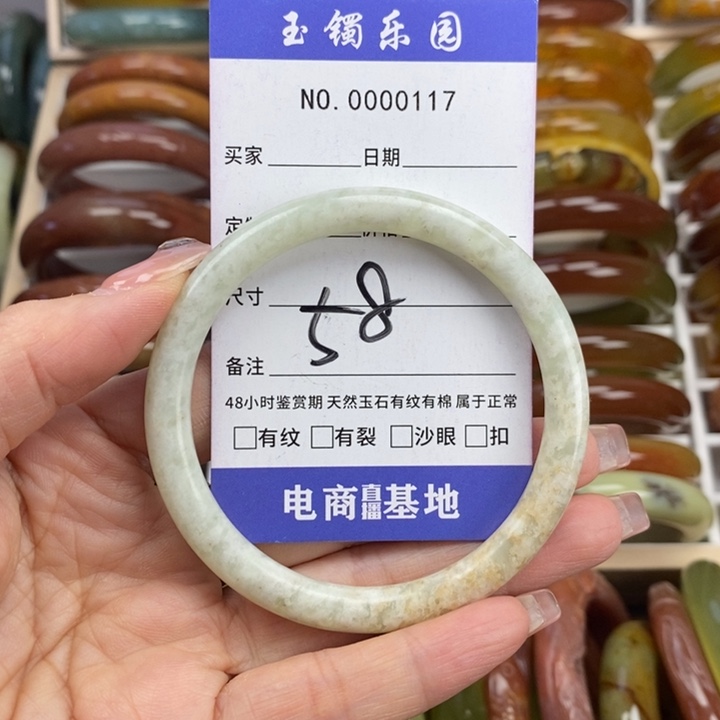 玉镯乐园
NO.0000117
买家 日期
尺寸 58
备注
48小时鉴赏期 天然玉石有纹有棉 属于正常
□有纹 □有裂 □沙眼 □扣
电商直播基地